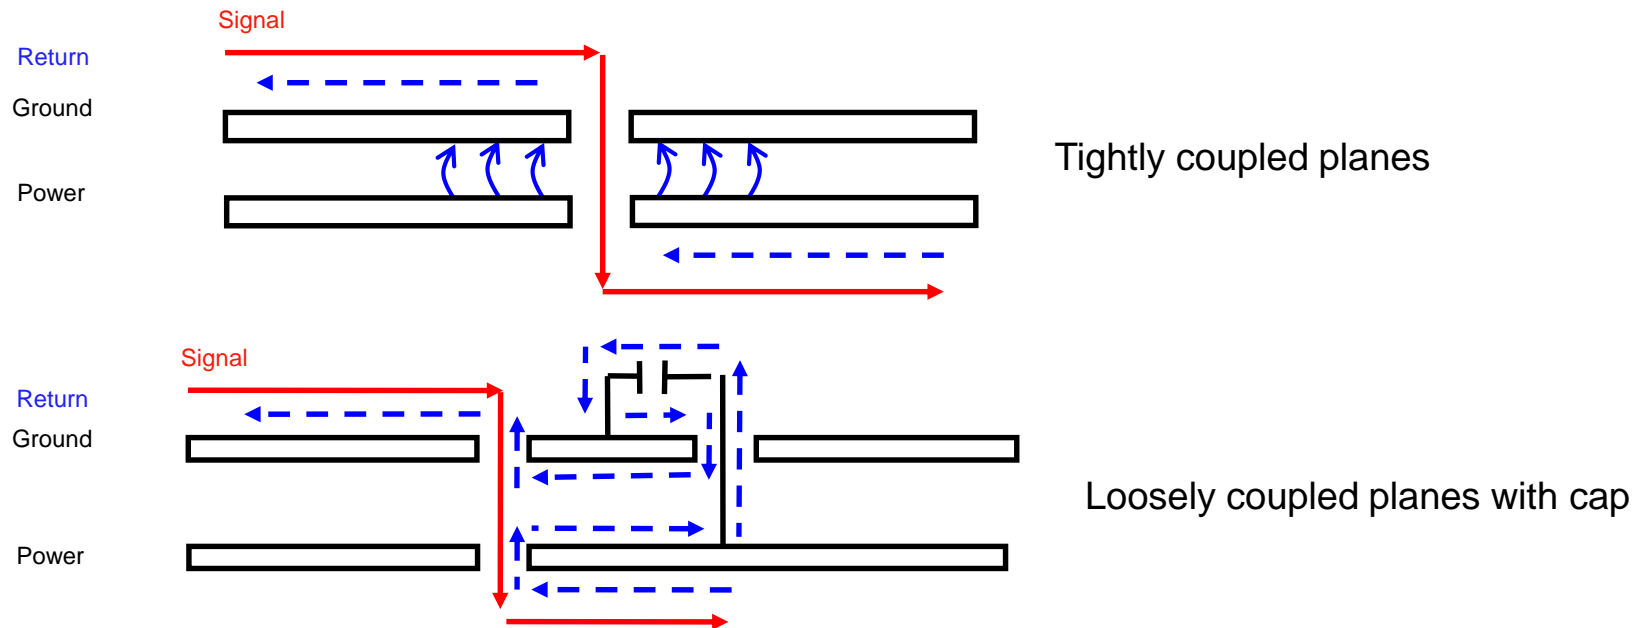 Signal
Return
Ground
Power
Tightly coupled planes
Signal
Return
Ground
Power
Loosely coupled planes with cap